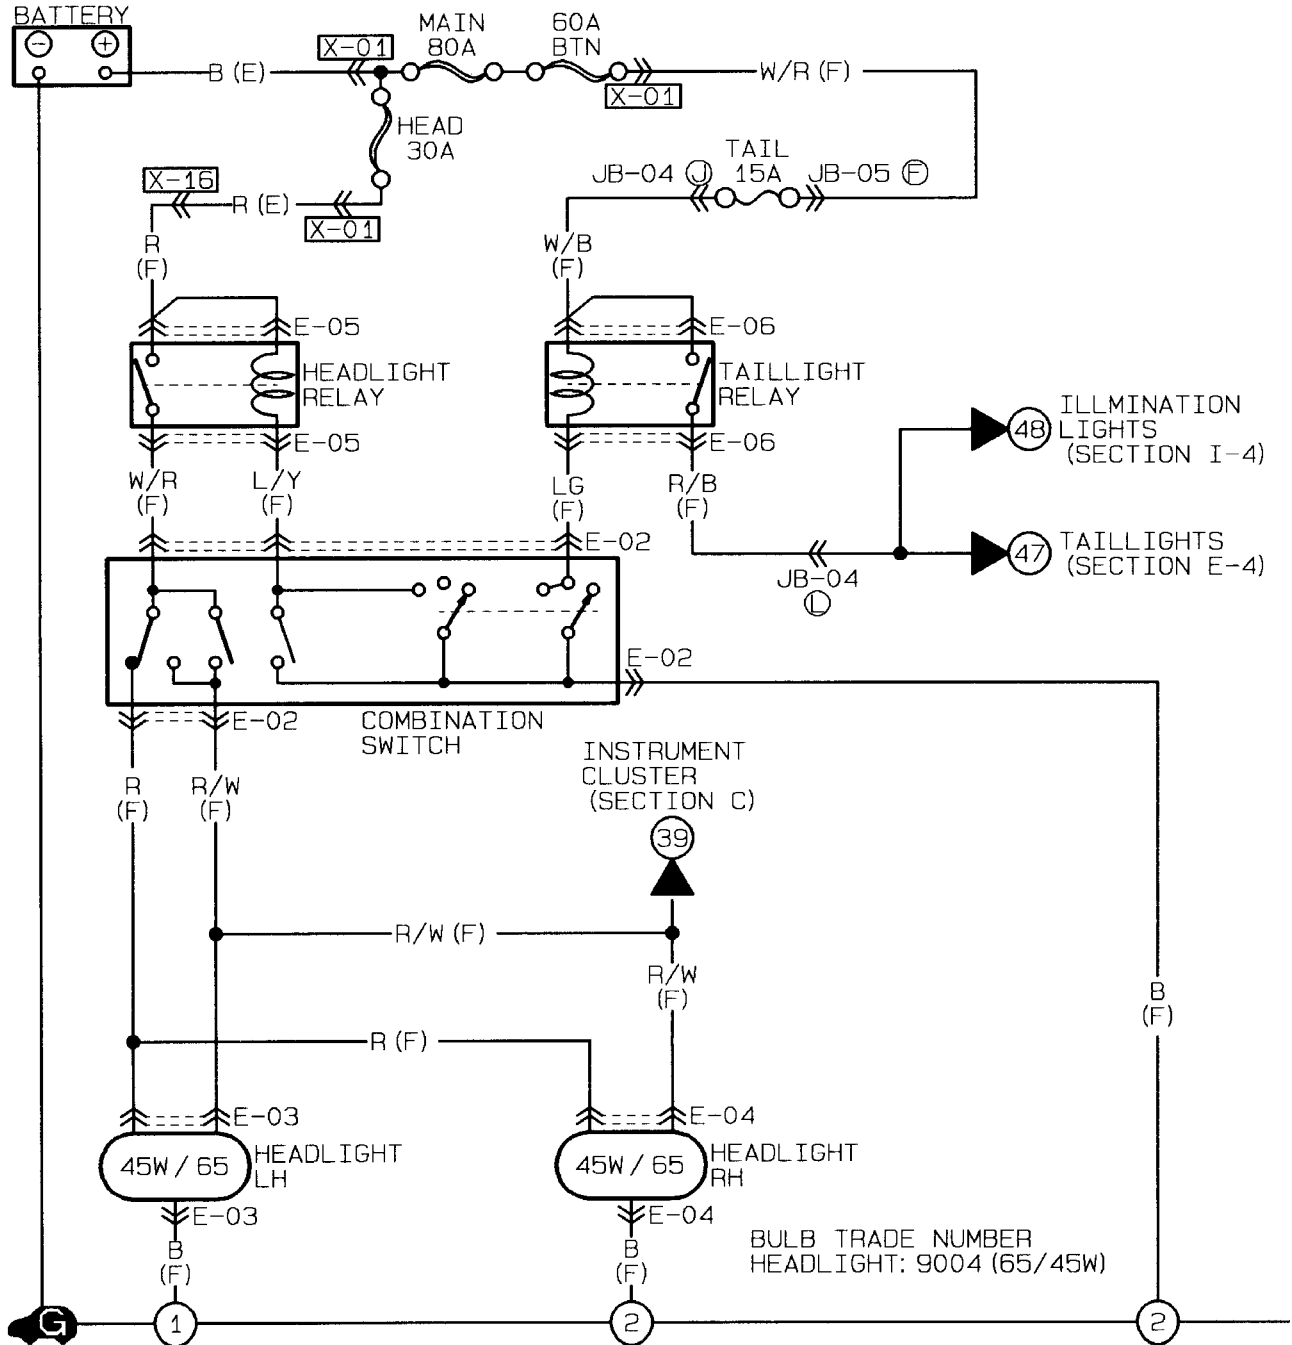 BATTERY
B (E)
X-01
MAIN
80A
60A
BTN
X-01
W/R (F)
HEAD
30A
X-16
R (E)
X-01
TAIL
15A
JB-04 J
JB-05 F
R
(F)
W/B
(F)
E-05
E-06
HEADLIGHT
RELAY
TAILLIGHT
RELAY
E-05
E-06
48
ILLMINATION
LIGHTS
(SECTION I-4)
W/R
(F)
L/Y
(F)
LG
(F)
R/B
(F)
E-02
JB-04
L
47
TAILLIGHTS
(SECTION E-4)
E-02
E-02
COMBINATION
SWITCH
R
(F)
R/W
(F)
INSTRUMENT
CLUSTER
(SECTION C)
39
R/W (F)
R/W
(F)
B
(F)
R (F)
E-03
E-04
45W / 65
HEADLIGHT
LH
45W / 65
HEADLIGHT
RH
E-03
E-04
B
(F)
B
(F)
BULB TRADE NUMBER
HEADLIGHT: 9004 (65/45W)
G
1
2
2